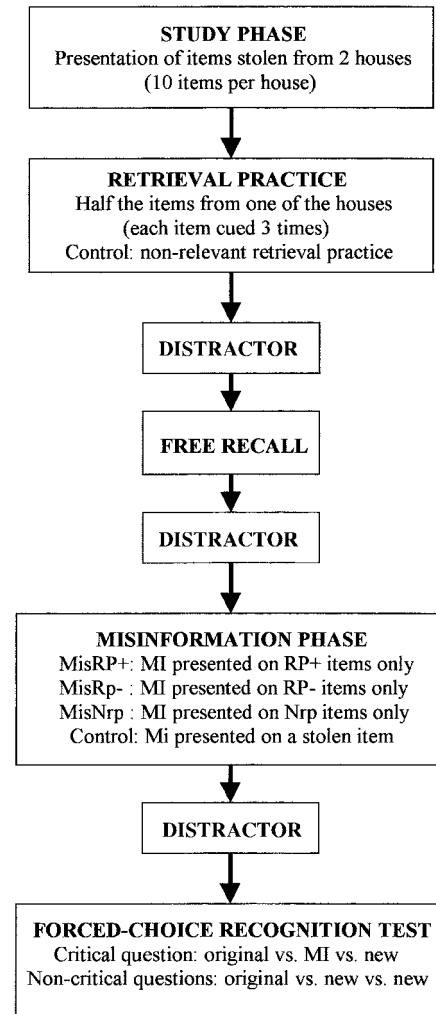 STUDY PHASE
Presentation of items stolen from 2 houses
(10 items per house)
RETRIEVAL PRACTICE
Half the items from one of the houses
(each item cued 3 times)
Control: non-relevant retrieval practice
DISTRACTOR
FREE RECALL
DISTRACTOR
MISINFORMATION PHASE
MisRP+: MI presented on RP+ items only
MisRp- : MI presented on RP- items only
MisNrp : MI presented on Nrp items only
Control: Mi presented on a stolen item
DISTRACTOR
FORCED-CHOICE RECOGNITION TEST
Critical question: original vs. MI vs. new
Non-critical questions: original vs. new vs. new